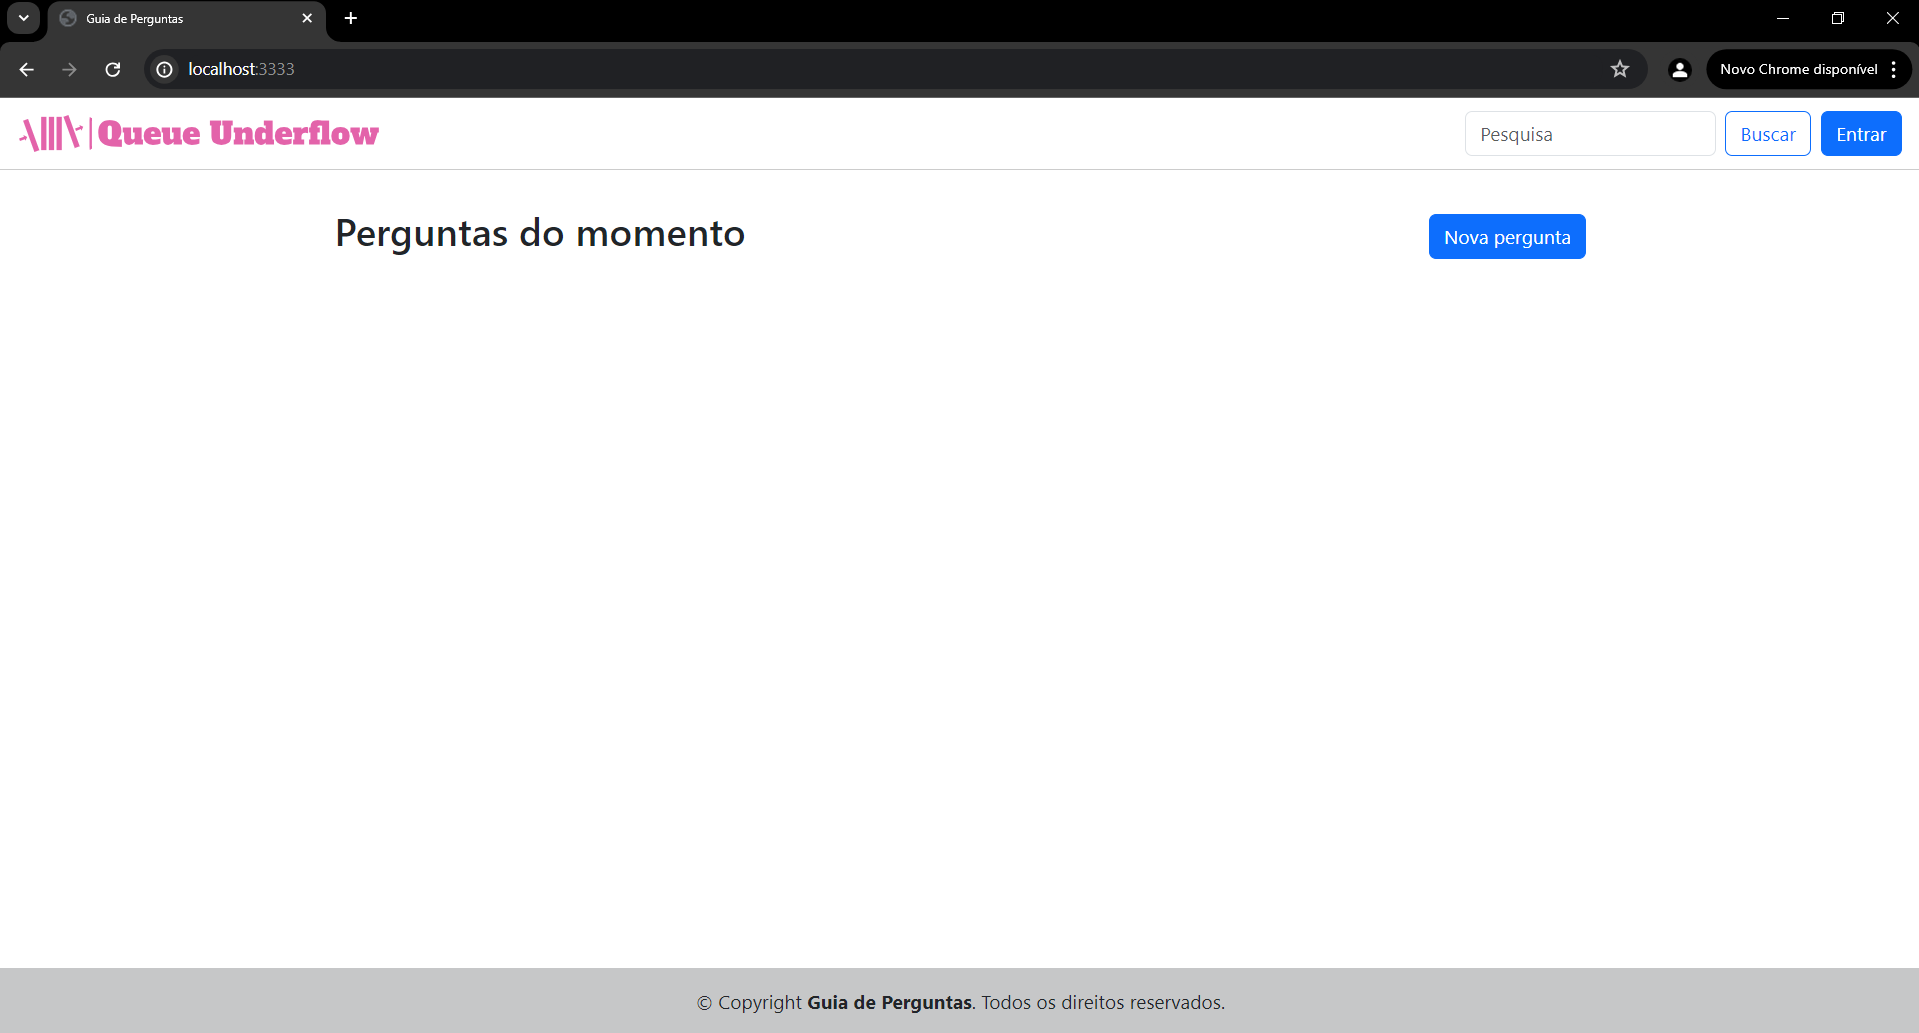 Guia de Perguntas
localhost:3333
Novo Chrome disponível
Queue Underflow
Pesquisa
Buscar
Entrar
Perguntas do momento
Nova pergunta
© Copyright Guia de Perguntas. Todos os direitos reservados.